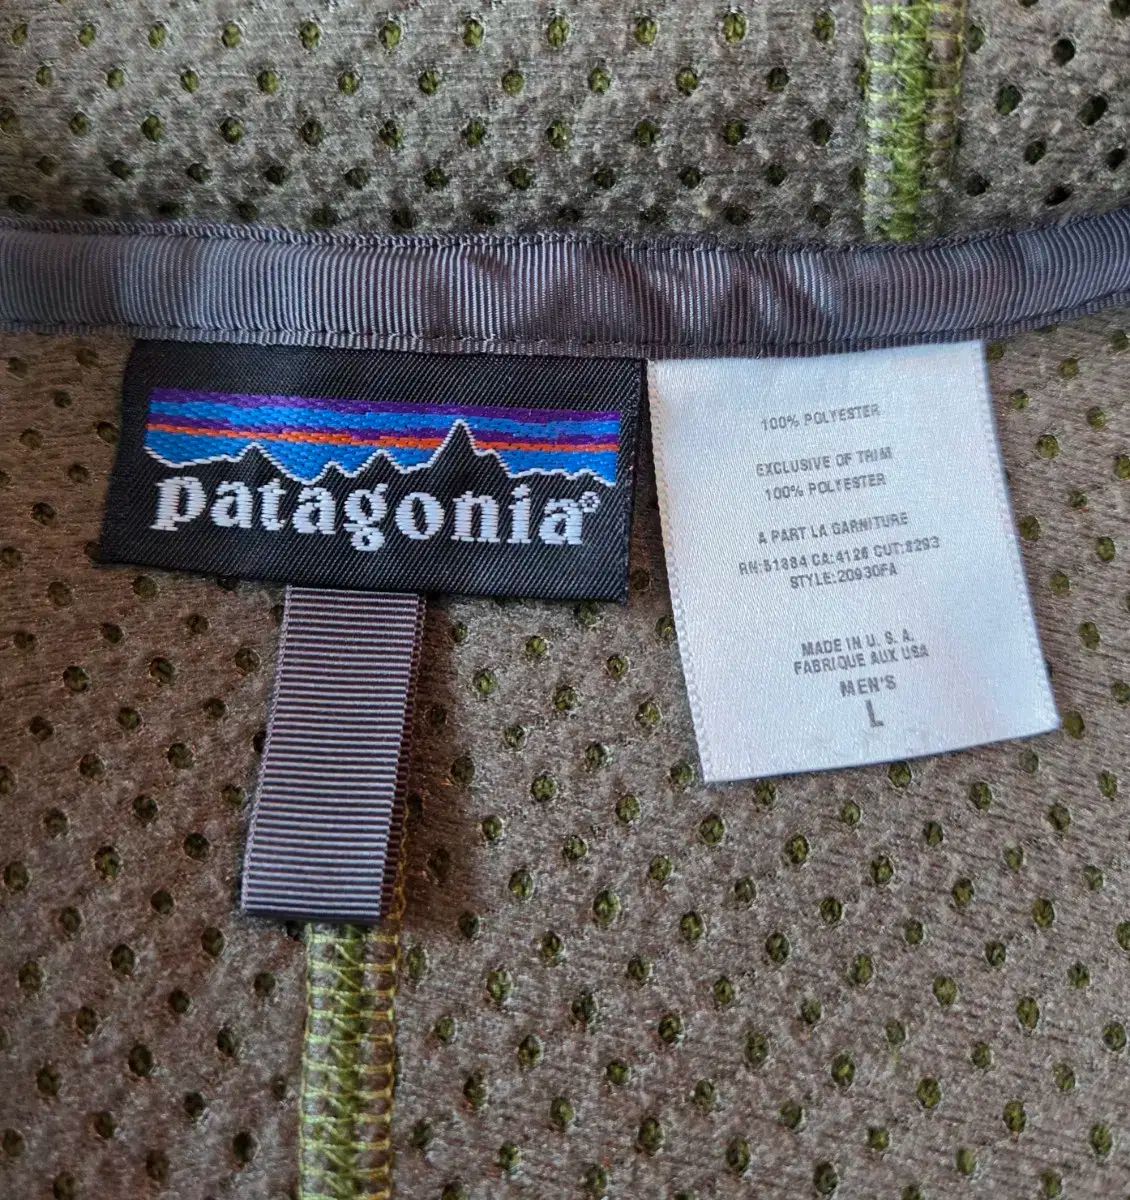 patagonia®
100% POLYESTER
EXCLUSIVE OF TRIM
100% POLYESTER
A PART LA GARNITURE
RN:51884 CA:4126 CUT:3293
STYLE:20930FA
MADE IN U. S. A.
FABRIQUE AUX USA
MEN'S
L